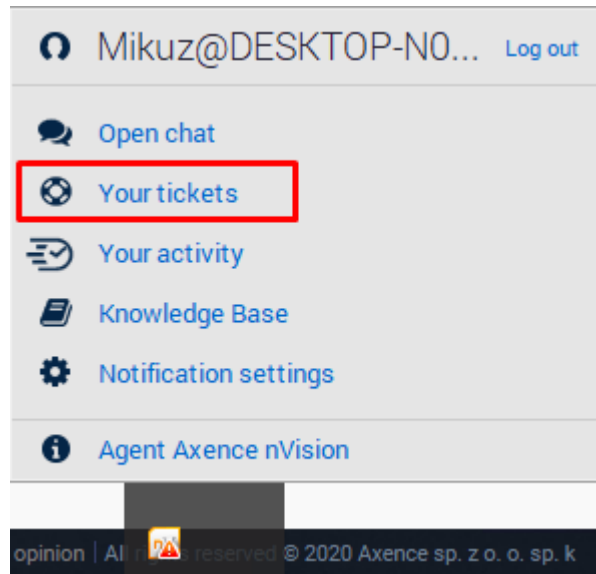 Mikuz@DESKTOP-N0... Log out
Open chat
Your tickets
Your activity
Knowledge Base
Notification settings
Agent Axence nVision
opinion | All rights reserved © 2020 Axence sp. z o. o. sp. k